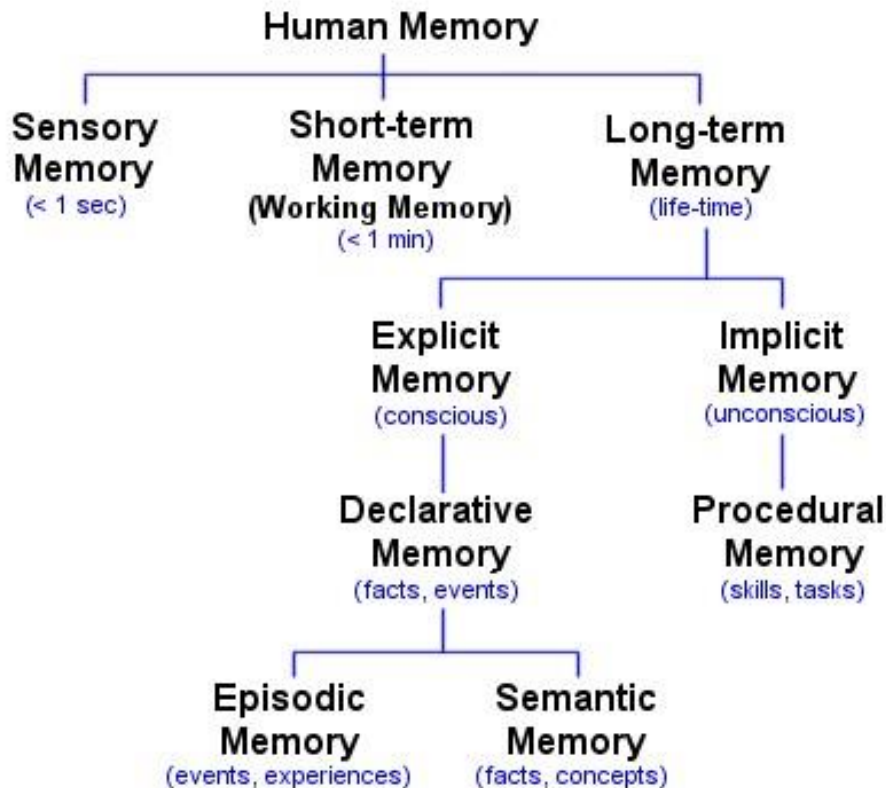 Human Memory
Sensory
Memory
(< 1 sec)
Short-term
Memory
(Working Memory)
(< 1 min)
Long-term
Memory
(life-time)
Explicit
Memory
(conscious)
Implicit
Memory
(unconscious)
Declarative
Memory
(facts, events)
Procedural
Memory
(skills, tasks)
Episodic
Memory
(events, experiences)
Semantic
Memory
(facts, concepts)